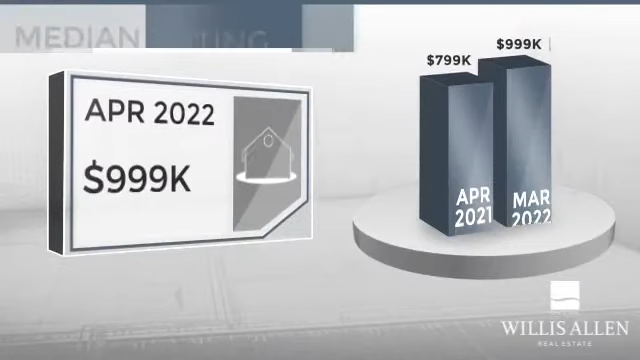 MEDIAN
APR 2022
$999K
$799K
$999K
APR
2021
MAR
2022
WILLIS ALLEN
REAL ESTATE